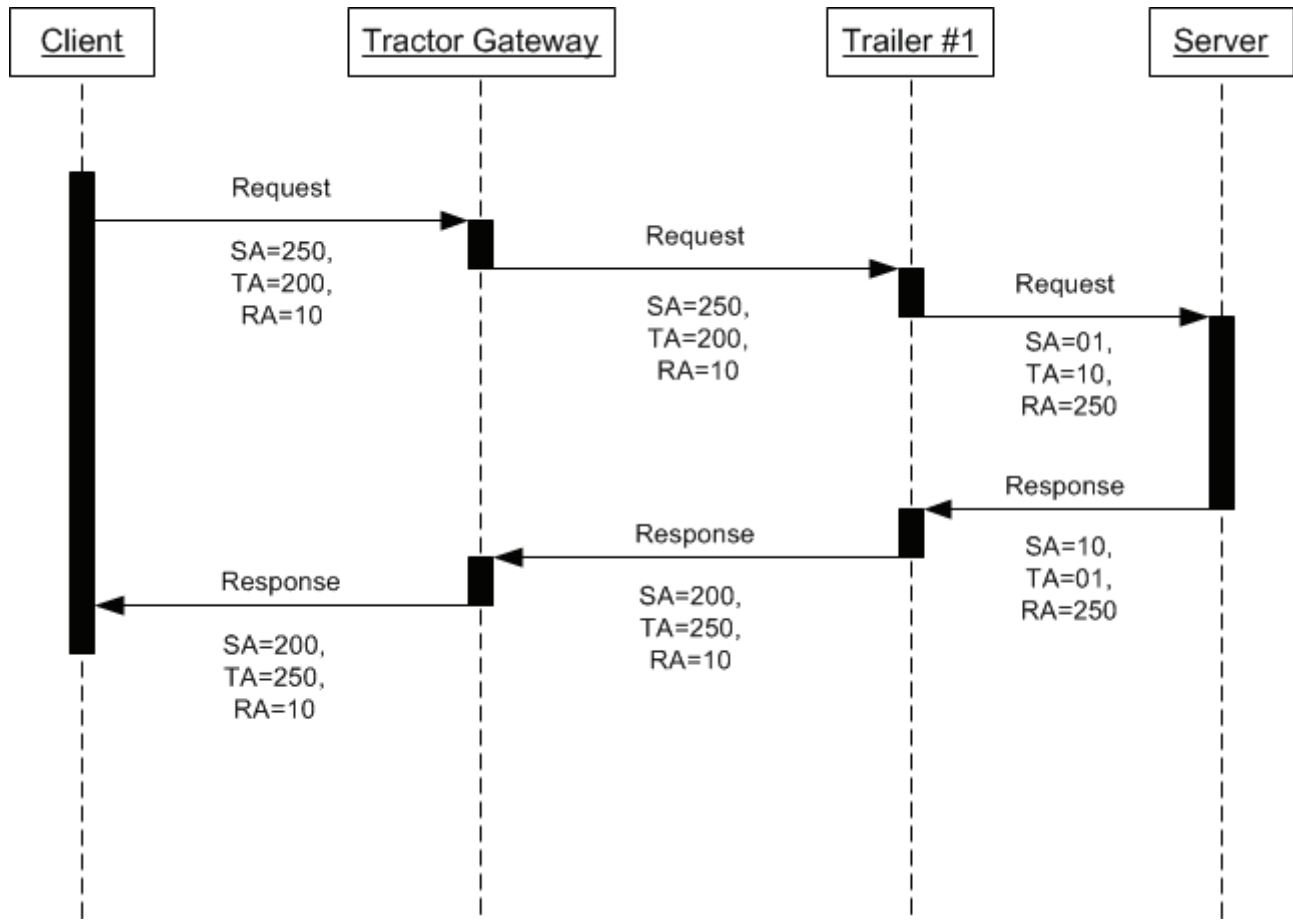 Client
Tractor Gateway
Trailer #1
Server
Request
SA=250,
TA=200,
RA=10
Request
SA=250,
TA=200,
RA=10
Request
SA=01,
TA=10,
RA=250
Response
SA=10,
TA=01,
RA=250
Response
SA=200,
TA=250,
RA=10
Response
SA=200,
TA=250,
RA=10